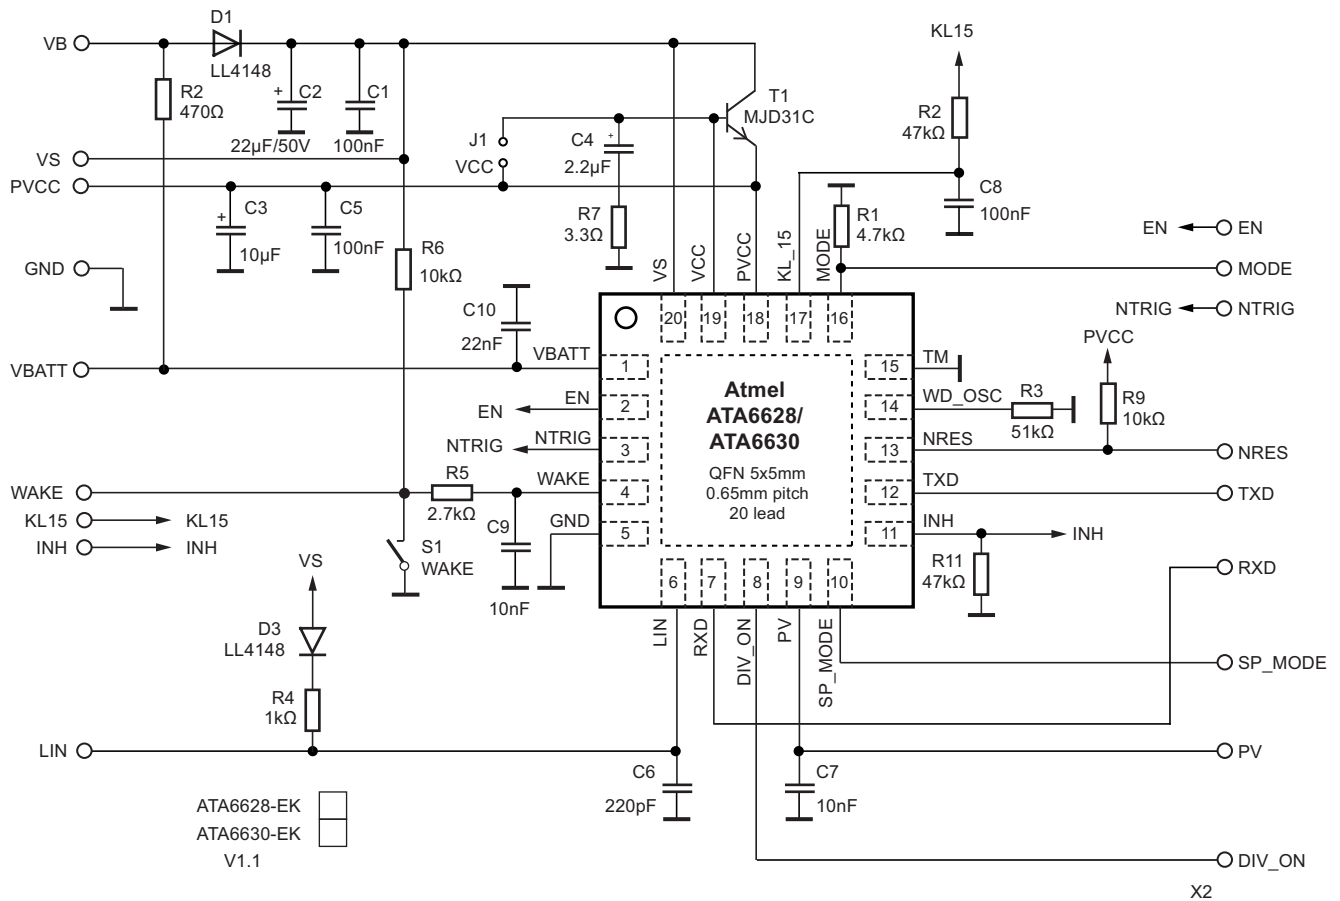 D1
VB
LL4148
R2
470Ω
+
C2
22μF/50V
C1
100nF
T1
MJD31C
KL15
R2
47kΩ
J1
VCC
C4
+
2.2μF
VS
PVCC
C3
+
10μF
C5
100nF
R7
3.3Ω
C8
100nF
R1
4.7kΩ
R6
10kΩ
GND
EN
EN
MODE
NTRIG
NTRIG
VS
VCC
PVCC
KL_15
MODE
20
19
18
17
16
C10
22nF
VBATT
VBATT
1
EN
EN
2
NTRIG
NTRIG
3
WAKE
4
GND
5
Atmel
ATA6628/
ATA6630
QFN 5x5mm
0.65mm pitch
20 lead
15
TM
14
WD_OSC
R3
51kΩ
PVCC
R9
10kΩ
13
NRES
NRES
12
TXD
TXD
11
INH
INH
R11
47kΩ
RXD
WAKE
R5
2.7kΩ
C9
10nF
KL15
KL15
INH
INH
S1
WAKE
6
7
8
9
10
LIN
RXD
DIV_ON
PV
SP_MODE
SP_MODE
VS
D3
LL4148
R4
1kΩ
LIN
PV
C6
220pF
C7
10nF
ATA6628-EK
ATA6630-EK
V1.1
DIV_ON
X2